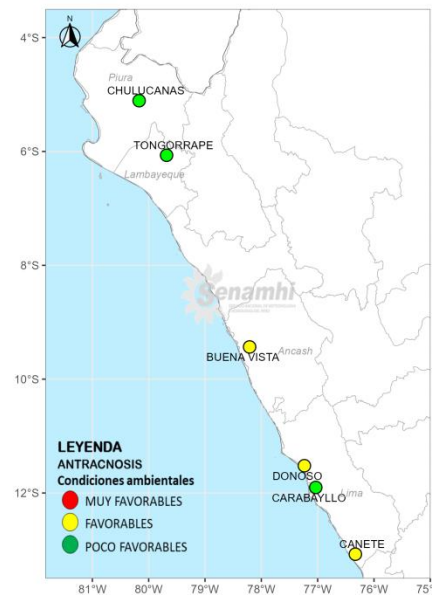 N
4°S
Piura
CHULUCANAS
6°S
TONGORRAPE
Lambayeque
8°S
Senamhi
BUENA VISTA
Ancash
10°S
LEYENDA
ANTRACNOSIS
Condiciones ambientales
MUY FAVORABLES
FAVORABLES
POCO FAVORABLES
DONOSO
12°S
CARABAYLLO
Lima
CANETE
81°W
80°W
79°W
78°W
77°W
76°W
75°